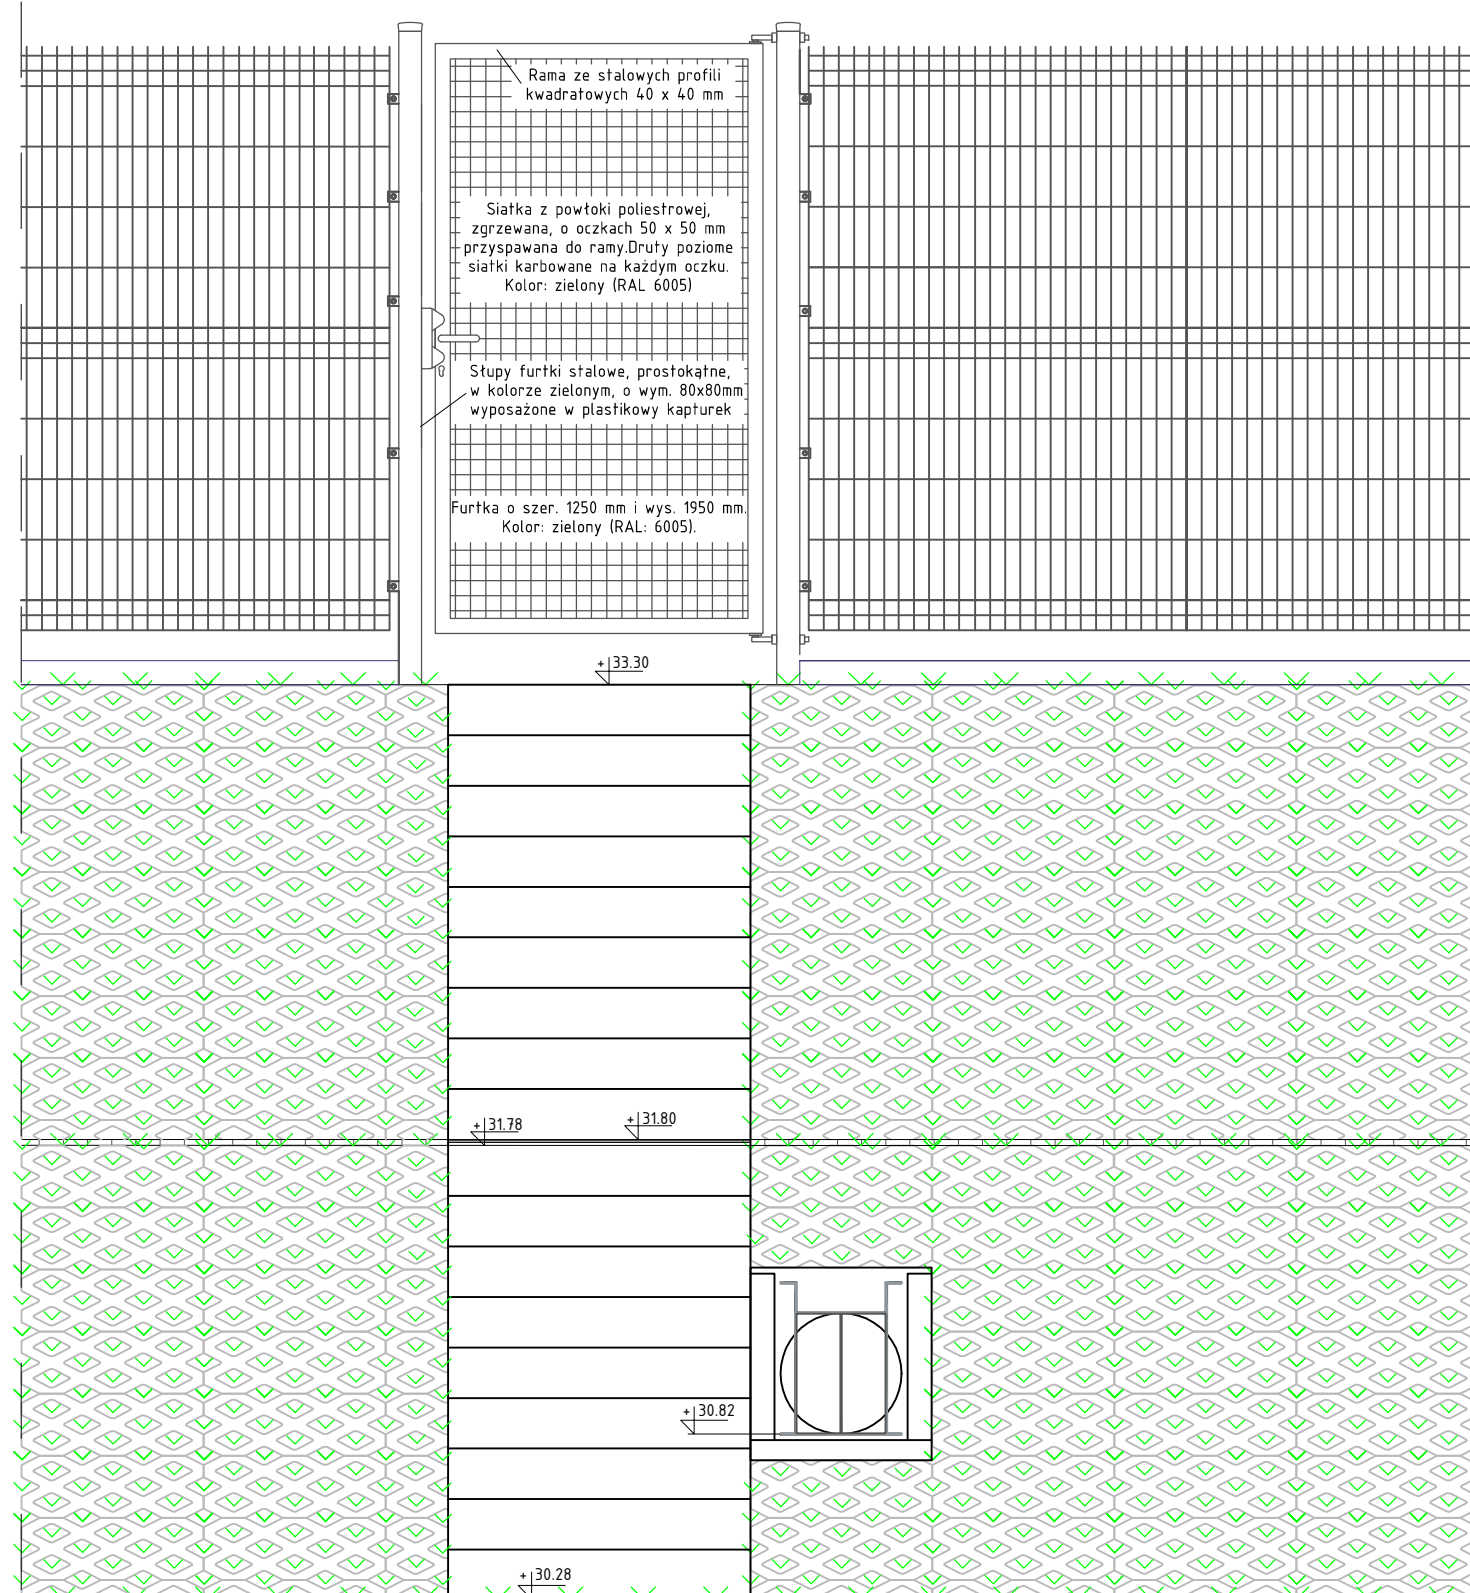 Rama ze stalowych profili
kwadratowych 40 x 40 mm
Siatka z powłoki poliestrowej,
zgrzewana, o oczkach 50 x 50 mm
przyspawana do ramy.Druty poziome
siatki karbowane na każdym oczku.
Kolor: zielony (RAL 6005)
Słupy furtki stalowe, prostokątne,
w kolorze zielonym, o wym. 80x80mm
wyposażone w plastikowy kapturek
Furtka o szer. 1250 mm i wys. 1950 mm.
Kolor: zielony (RAL: 6005).
+33.30
+31.78
+31.80
+30.82
+30.28